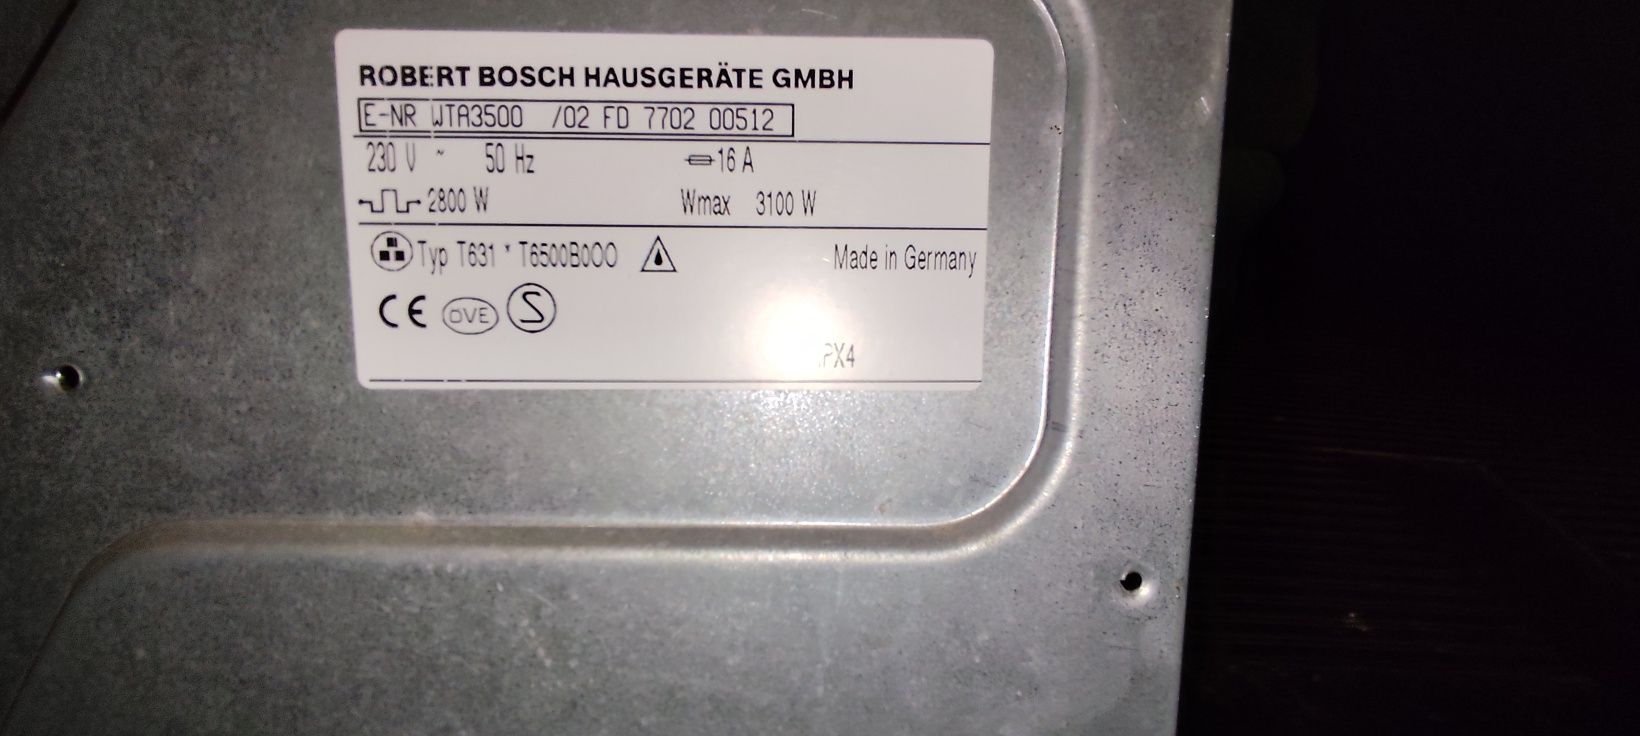 ROBERT BOSCH HAUSGERÄTE GMBH
E-NR WTA3500 /02 FD 7702 00512
230 V ~ 50 Hz 16 A
2800 W Wmax 3100 W
Typ T631 * T6500B000 Made in Germany
CE ÖVE S
PX4